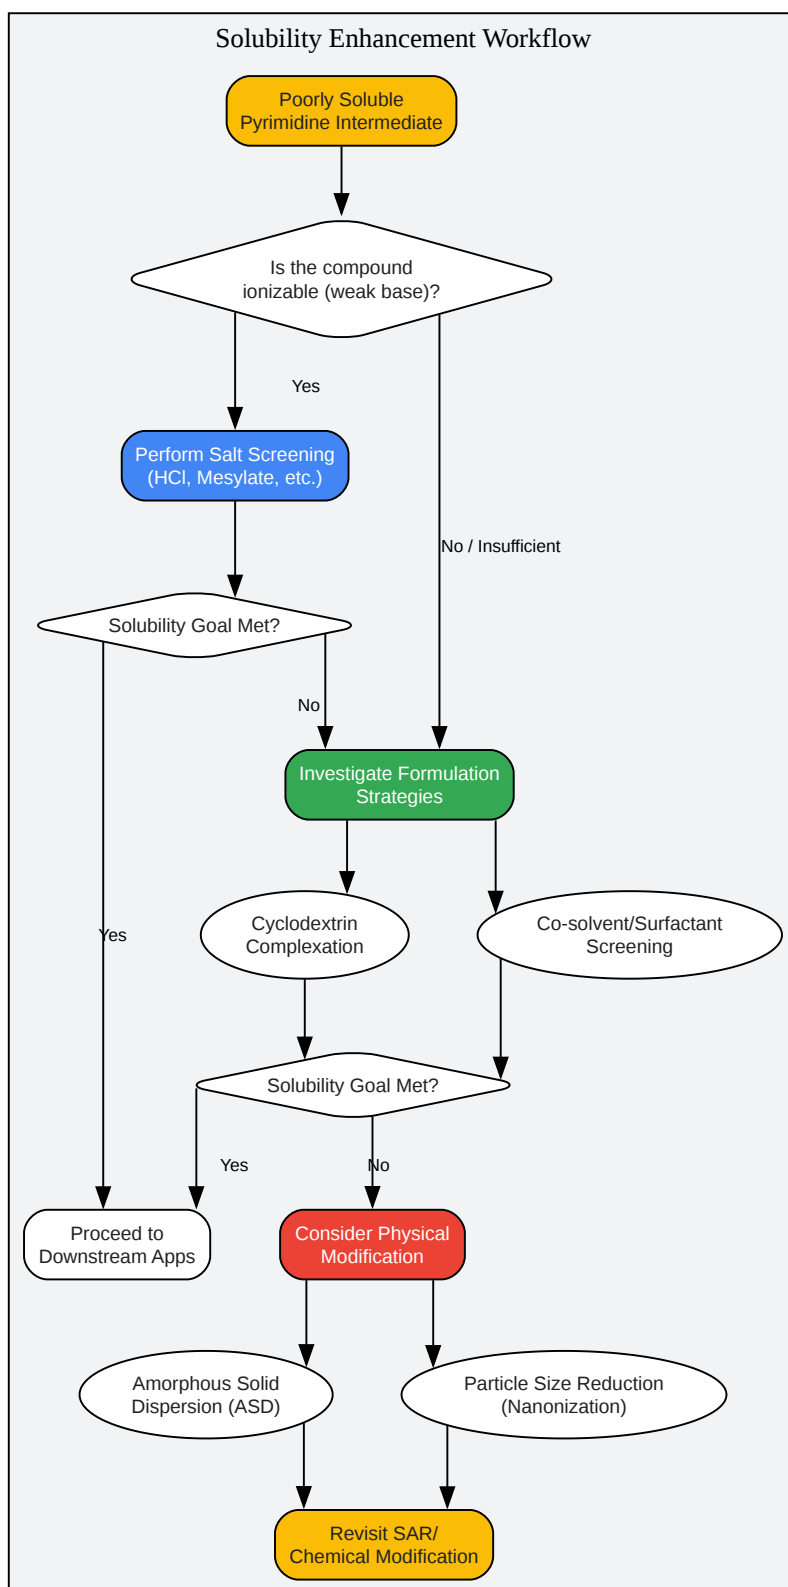 Solubility Enhancement Workflow
Poorly Soluble
Pyrimidine Intermediate
Is the compound
ionizable (weak base)?
Yes
Perform Salt Screening
(HCl, Mesylate, etc.)
No / Insufficient
Solubility Goal Met?
No
Investigate Formulation
Strategies
Yes
Cyclodextrin
Complexation
Co-solvent/Surfactant
Screening
Solubility Goal Met?
Yes
No
Proceed to
Downstream Apps
Consider Physical
Modification
Amorphous Solid
Dispersion (ASD)
Particle Size Reduction
(Nanonization)
Revisit SAR/
Chemical Modification